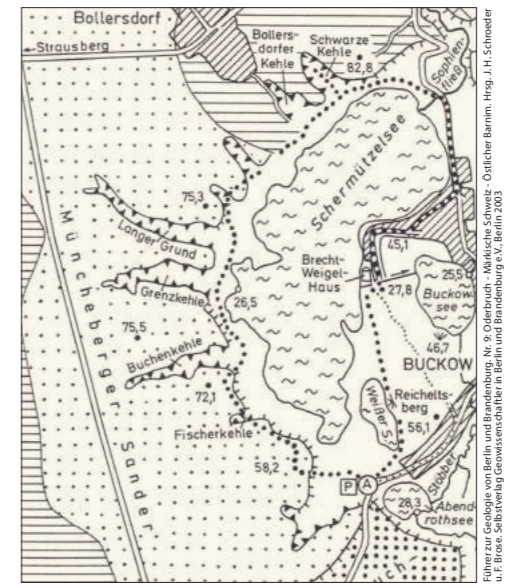 Bollersdorf
Strausberg
Bollers-
dorfer
Kehle
Schwarze
Kehle
82,8
Sophien
fließ
Schermützelsee
75,3
Langer Grund
Grenzkehle
26,5
75,5
Buchenkehle
72,1
Fischerkehle
58,2
Müncheberger Sander
Brecht-
Weigel-
Haus
45,1
27,8
25,5
Buckow
see
46,7
BUCKOW
Weißer S.
Reichelts-
berg
56,1
P
A
Stöbber
28,3
Abend-
rothsee
Führer zur Geologie von Berlin und Brandenburg. Nr. 9: Oderbruch - Märkische Schweiz - Östlicher Barnim. Hrsg. J. H. Schroeder
u. F. Brose. Selbstverlag Geowissenschaftler in Berlin und Brandenburg e.V., Berlin 2003